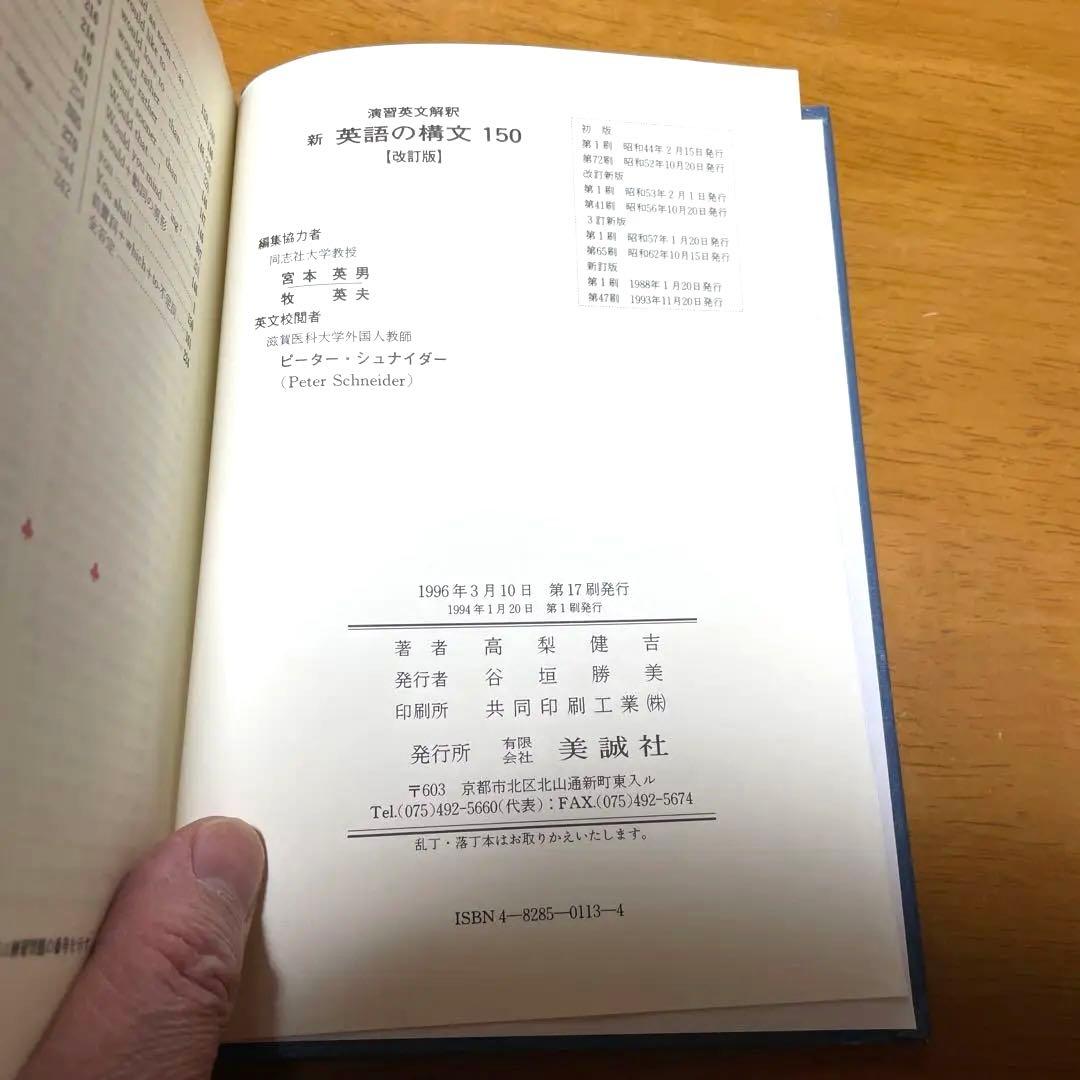 演習英文解釈
新 英語の構文 150
【改訂版】
初 版
第1刷 昭和44年2月15日発行
第72刷 昭和52年10月20日発行
改訂新版
第1刷 昭和53年2月1日発行
第41刷 昭和56年10月20日発行
3訂新版
第1刷 昭和57年1月20日発行
第65刷 昭和62年10月15日発行
新訂版
第1刷 1988年1月20日発行
第47刷 1993年11月20日発行
編集協力者
同志社大学教授
宮本 英男
牧 英夫
英文校閲者
滋賀医科大学外国人教師
ピーター・シュナイダー
(Peter Schneider)
1996年3月10日 第17刷発行
1994年1月20日 第1刷発行
著者 高梨健吉
発行者 谷垣勝美
印刷所 共同印刷工業㈱
発行所 有限会社 美誠社
〒603 京都市北区北山通新町東入ル
Tel.(075)492-5660(代表):FAX.(075)492-5674
乱丁・落丁本はお取りかえいたします。
ISBN 4—8285—0113—4